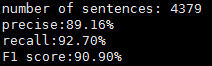 number of sentences: 4379
precise:89.16%
recall:92.70%
F1 score:90.90%